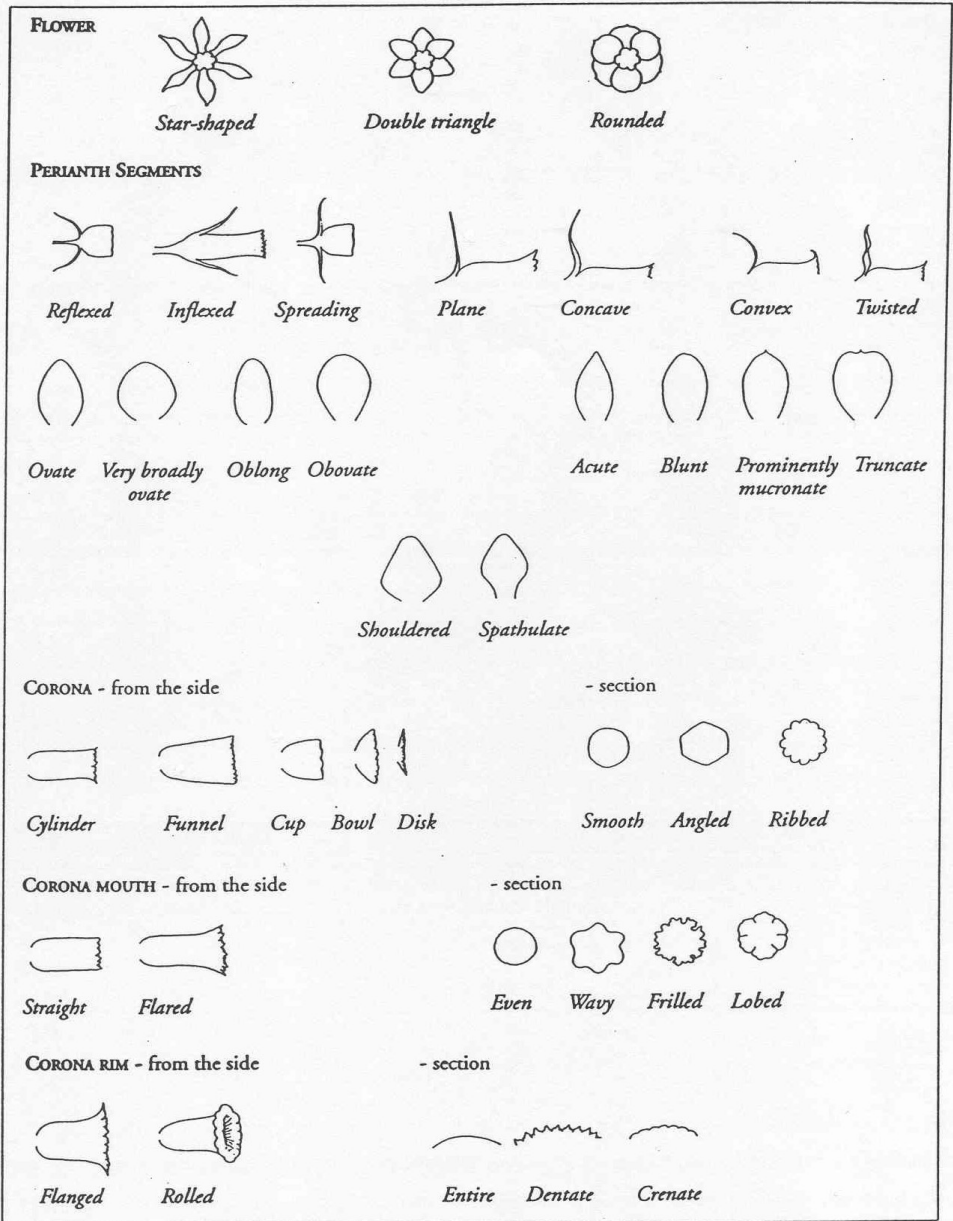 FLOWER
Star-shaped Double triangle Rounded
PERIANTH SEGMENTS
Reflexed Inflexed Spreading Plane Concave Convex Twisted
Ovate Very broadly ovate Oblong Obovate Acute Blunt Prominently mucronate Truncate
Shouldered Spathulate
CORONA - from the side - section
Cylinder Funnel Cup Bowl Disk Smooth Angled Ribbed
CORONA MOUTH - from the side - section
Straight Flared Even Wavy Frilled Lobed
CORONA RIM - from the side - section
Flanged Rolled Entire Dentate Crenate